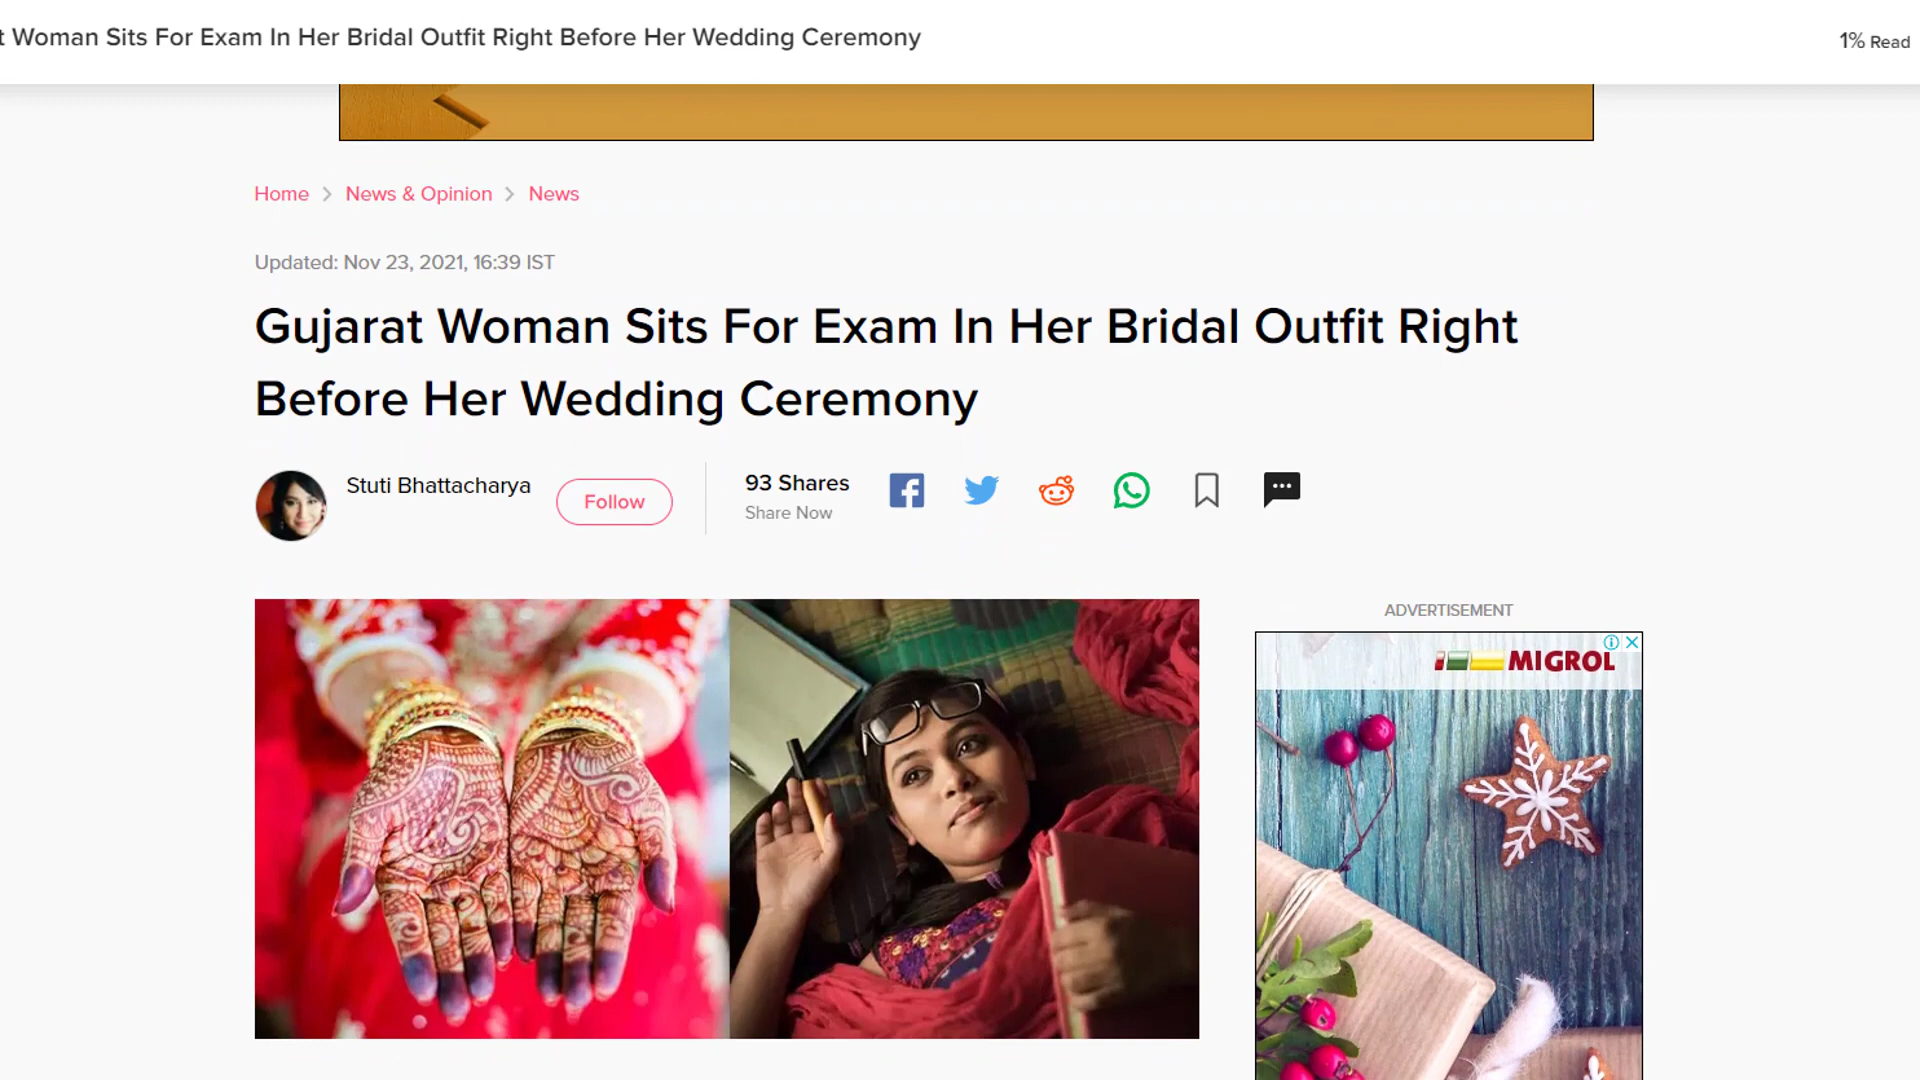 t Woman Sits For Exam In Her Bridal Outfit Right Before Her Wedding Ceremony
1% Read
Home > News & Opinion > News
Updated: Nov 23, 2021, 16:39 IST
Gujarat Woman Sits For Exam In Her Bridal Outfit Right
Before Her Wedding Ceremony
Stuti Bhattacharya
Follow
93 Shares
Share Now
ADVERTISEMENT
MIGROL